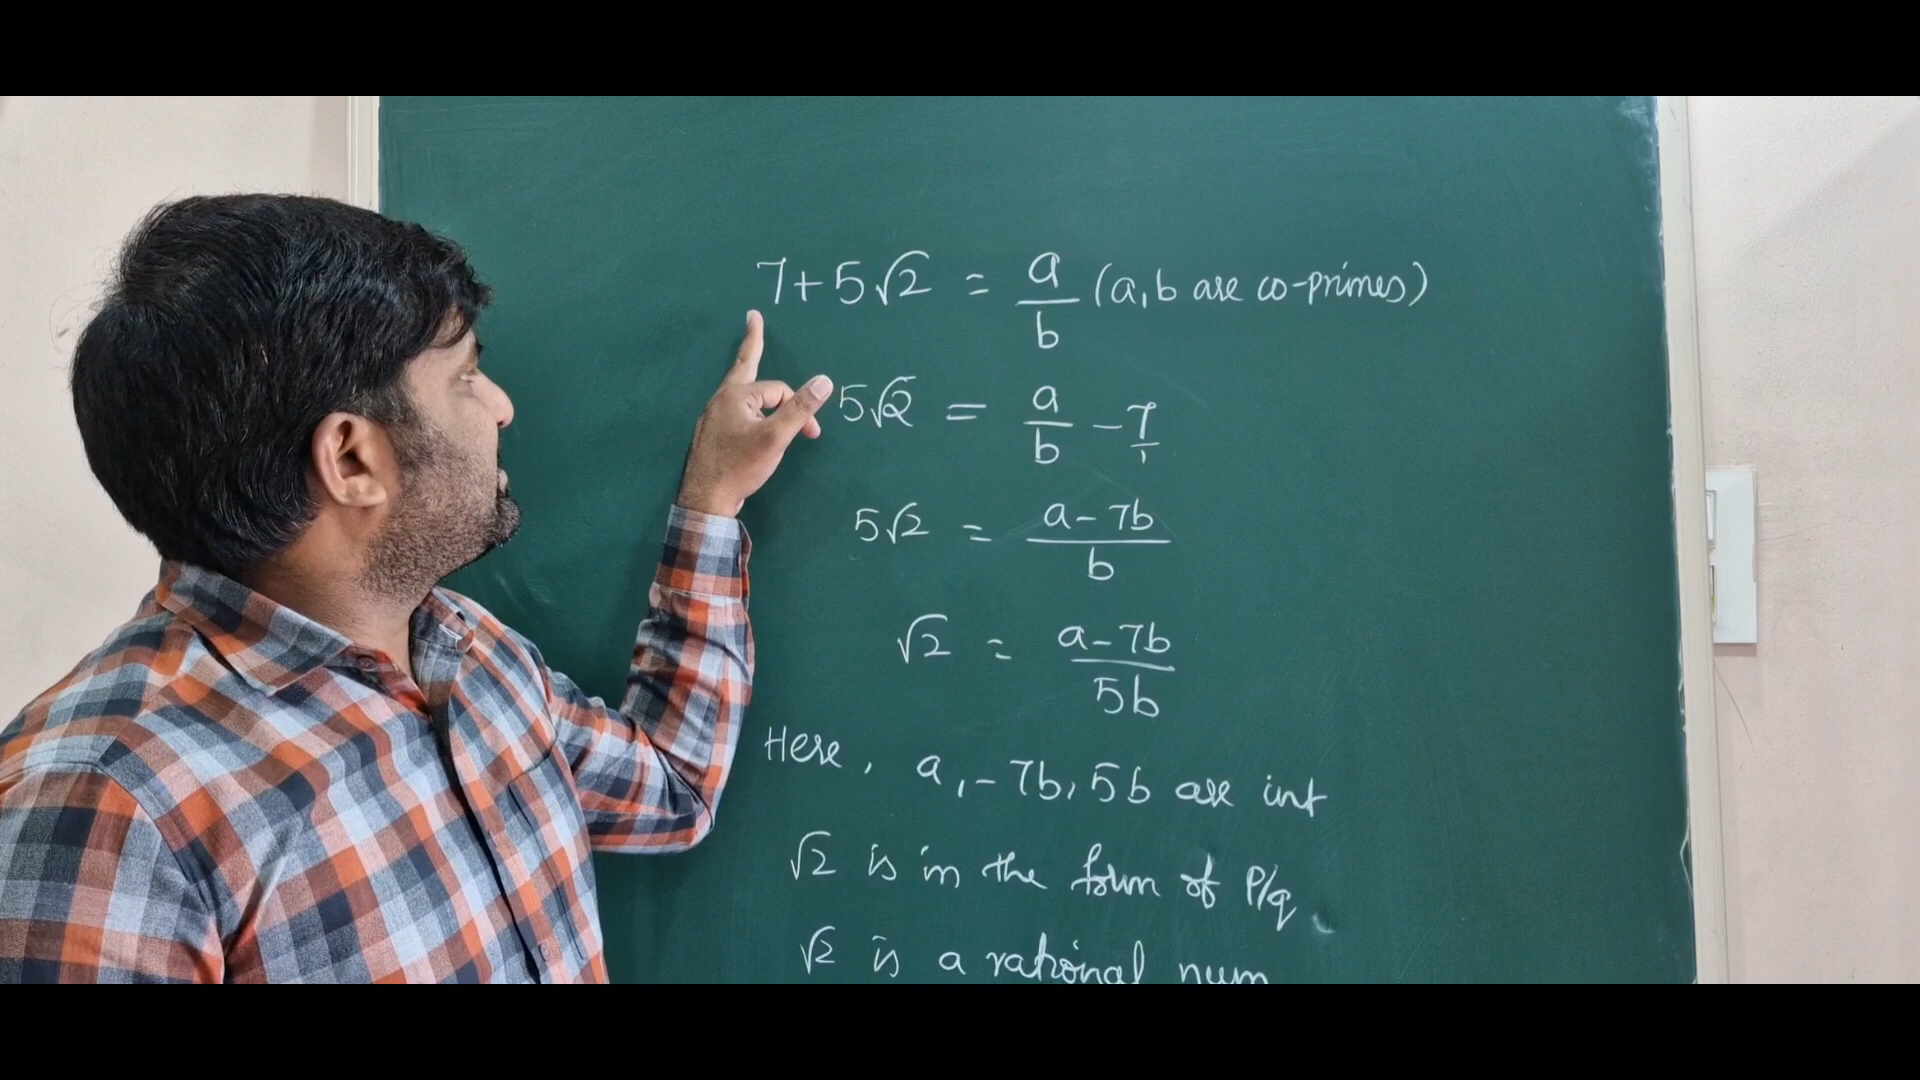 7+5√2 = a/b (a,b are co-primes)
5√2 = a/b - 7/1
5√2 = a-7b/b
√2 = a-7b/5b
Here, a,-7b,5b are int
√2 is in the form of P/q
√2 is a rational num